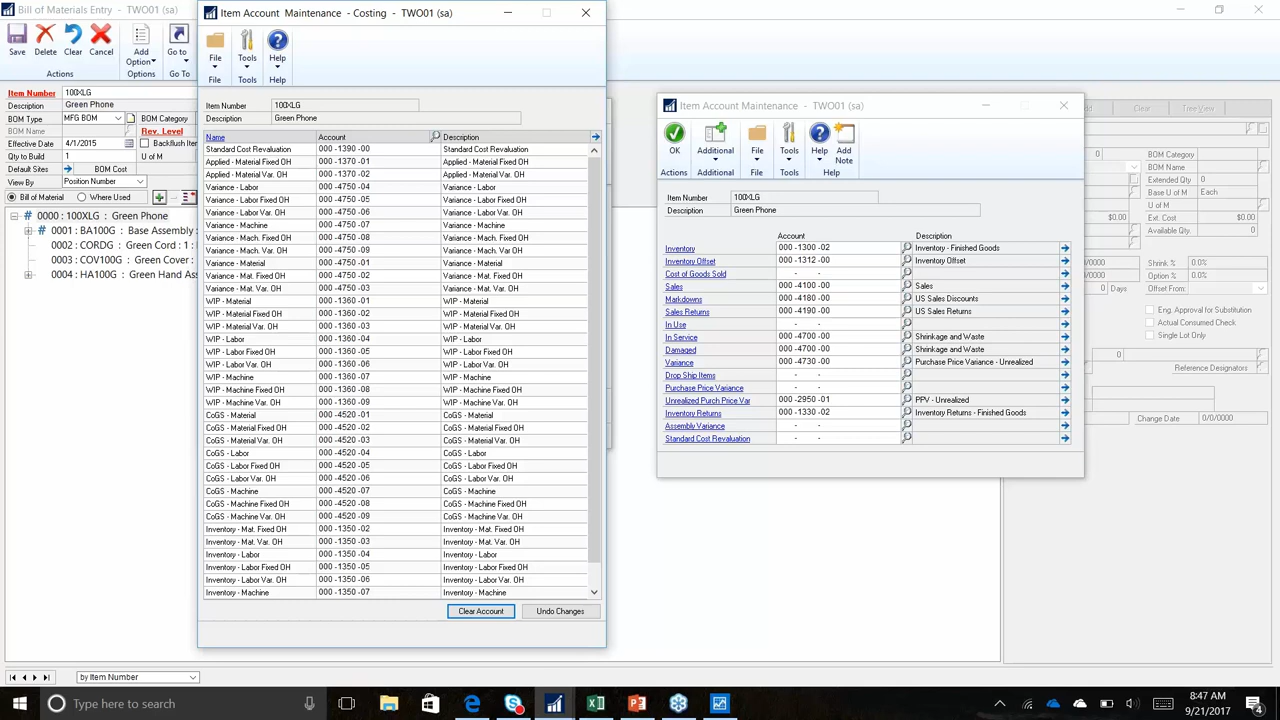 Bill of Materials Entry - TWO01 (sa)
Save
Delete
Clear
Cancel
Add
Option
Go to
Actions
Options
Go To
Item Number 100XLG
Description Green Phone
BOM Type MFG BOM BOM Category
BOM Name Rev. Level
Effective Date 4/1/2015 Backflush Item
Qty to Build 1 U of M
Default Sites BOM Cost
View By Position Number
Bill of Material Where Used
0000 : 100XLG : Green Phone
0001 : BA100G : Base Assembly
0002 : CORDG : Green Cord : 1
0003 : COV100G : Green Cover :
0004 : HA100G : Green Hand As
by Item Number
Item Account Maintenance - Costing - TWO01 (sa)
File Tools Help
File Tools Help
Item Number 100XLG
Description Green Phone
Name Account Description
Standard Cost Revaluation 000 -1390 -00 Standard Cost Revaluation
Applied - Material Fixed OH 000 -1370 -01 Applied - Material Fixed OH
Applied - Material Var. OH 000 -1370 -02 Applied - Material Var. OH
Variance - Labor 000 -4750 -04 Variance - Labor
Variance - Labor Fixed OH 000 -4750 -05 Variance - Labor Fixed OH
Variance - Labor Var. OH 000 -4750 -06 Variance - Labor Var. OH
Variance - Machine 000 -4750 -07 Variance - Machine
Variance - Mach. Fixed OH 000 -4750 -08 Variance - Mach. Fixed OH
Variance - Mach. Var. OH 000 -4750 -09 Variance - Mach. Var. OH
Variance - Material 000 -4750 -01 Variance - Material
Variance - Mat. Fixed OH 000 -4750 -02 Variance - Mat. Fixed OH
Variance - Mat. Var. OH 000 -4750 -03 Variance - Mat. Var. OH
WIP - Material 000 -1360 -01 WIP - Material
WIP - Material Fixed OH 000 -1360 -02 WIP - Material Fixed OH
WIP - Material Var. OH 000 -1360 -03 WIP - Material Var. OH
WIP - Labor 000 -1360 -04 WIP - Labor
WIP - Labor Fixed OH 000 -1360 -05 WIP - Labor Fixed OH
WIP - Labor Var. OH 000 -1360 -06 WIP - Labor Var. OH
WIP - Machine 000 -1360 -07 WIP - Machine
WIP - Machine Fixed OH 000 -1360 -08 WIP - Machine Fixed OH
WIP - Machine Var. OH 000 -1360 -09 WIP - Machine Var. OH
CoGS - Material 000 -4520 -01 CoGS - Material
CoGS - Material Fixed OH 000 -4520 -02 CoGS - Material Fixed OH
CoGS - Material Var. OH 000 -4520 -03 CoGS - Material Var. OH
CoGS - Labor 000 -4520 -04 CoGS - Labor
CoGS - Labor Fixed OH 000 -4520 -05 CoGS - Labor Fixed OH
CoGS - Labor Var. OH 000 -4520 -06 CoGS - Labor Var. OH
CoGS - Machine 000 -4520 -07 CoGS - Machine
CoGS - Machine Fixed OH 000 -4520 -08 CoGS - Machine Fixed OH
CoGS - Machine Var. OH 000 -4520 -09 CoGS - Machine Var. OH
Inventory - Mat. Fixed OH 000 -1350 -02 Inventory - Mat. Fixed OH
Inventory - Mat. Var. OH 000 -1350 -03 Inventory - Mat. Var. OH
Inventory - Labor 000 -1350 -04 Inventory - Labor
Inventory - Labor Fixed OH 000 -1350 -05 Inventory - Labor Fixed OH
Inventory - Labor Var. OH 000 -1350 -06 Inventory - Labor Var. OH
Inventory - Machine 000 -1350 -07 Inventory - Machine
Clear Account Undo Changes
Item Account Maintenance - TWO01 (sa)
OK Additional File Tools Help Add Note
Actions Additional File Tools Help
Item Number 100XLG
Description Green Phone
Account Description
Inventory 000 -1300 -02 Inventory - Finished Goods
Inventory Offset 000 -1312 -00 Inventory Offset
Cost of Goods Sold - -
Sales 000 -4100 -00 Sales
Markdowns 000 -4180 -00 US Sales Discounts
Sales Returns 000 -4190 -00 US Sales Returns
In Use - -
In Service 000 -4700 -00 Shrinkage and Waste
Damaged 000 -4700 -00 Shrinkage and Waste
Variance 000 -4730 -00 Purchase Price Variance - Unrealized
Drop Ship Items - -
Purchase Price Variance - -
Unrealized Purch Price Var 000 -2950 -01 PPV - Unrealized
Inventory Returns 000 -1330 -02 Inventory Returns - Finished Goods
Assembly Variance - -
Standard Cost Revaluation - -
Clear Tree View
0 BOM Category
Extended Qty 0
Base U of M Each
U of M
$0.00 Ext. Cost $0.00
Available Qty. 0
0/0/0000 Shrink % 0.0%
0/0/0000 Option % 0.0%
0 Days Offset From:
Eng. Approval for Substitution
Actual Consumed Check
Single Lot Only
0
Reference Designators
Change Date 0/0/0000
Type here to search
8:47 AM
9/21/2017
4